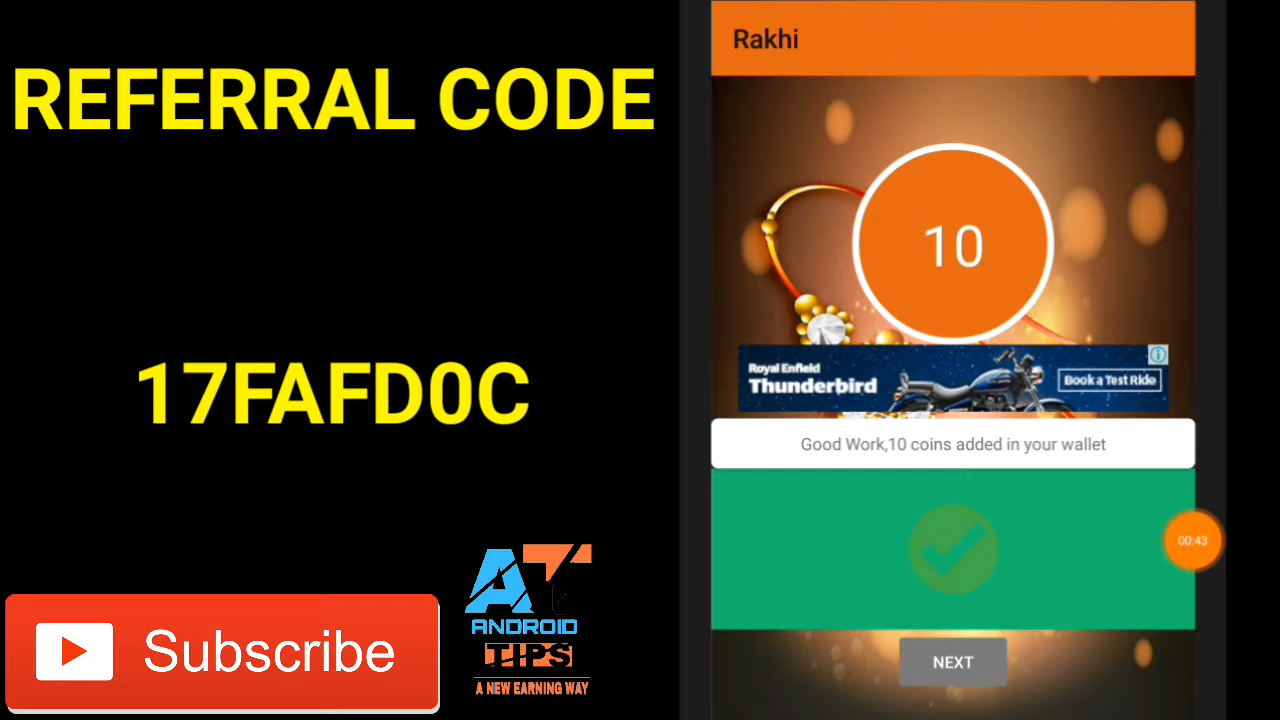 REFERRAL CODE
17FAFD0C
Subscribe
AT
ANDROID
TIPS
A NEW EARNING WAY
Rakhi
10
Royal Enfield
Thunderbird
Book a Test Ride
Good Work,10 coins added in your wallet
00:43
NEXT